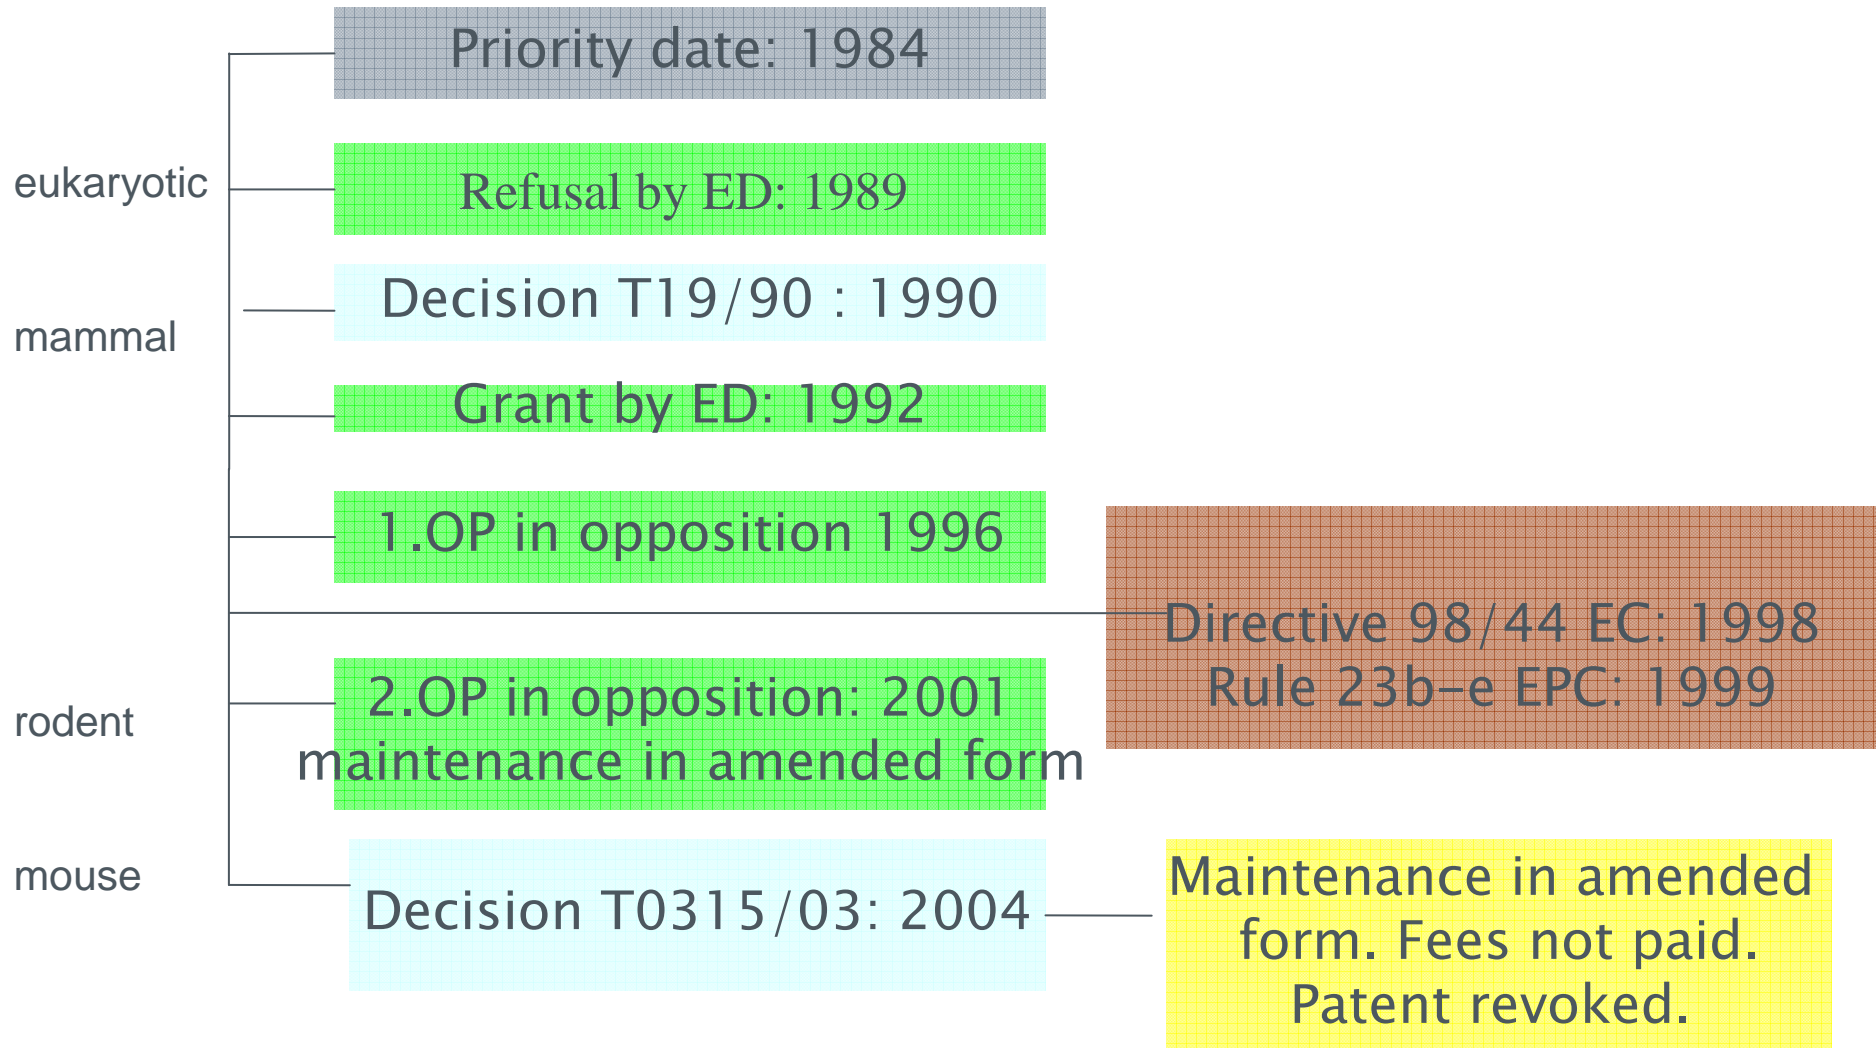 Priority date: 1984
eukaryotic
Refusal by ED: 1989
Decision T19/90 : 1990
mammal
Grant by ED: 1992
1.OP in opposition 1996
Directive 98/44 EC: 1998
Rule 23b-e EPC: 1999
rodent
2.OP in opposition: 2001
maintenance in amended form
mouse
Decision T0315/03: 2004
Maintenance in amended
form. Fees not paid.
Patent revoked.